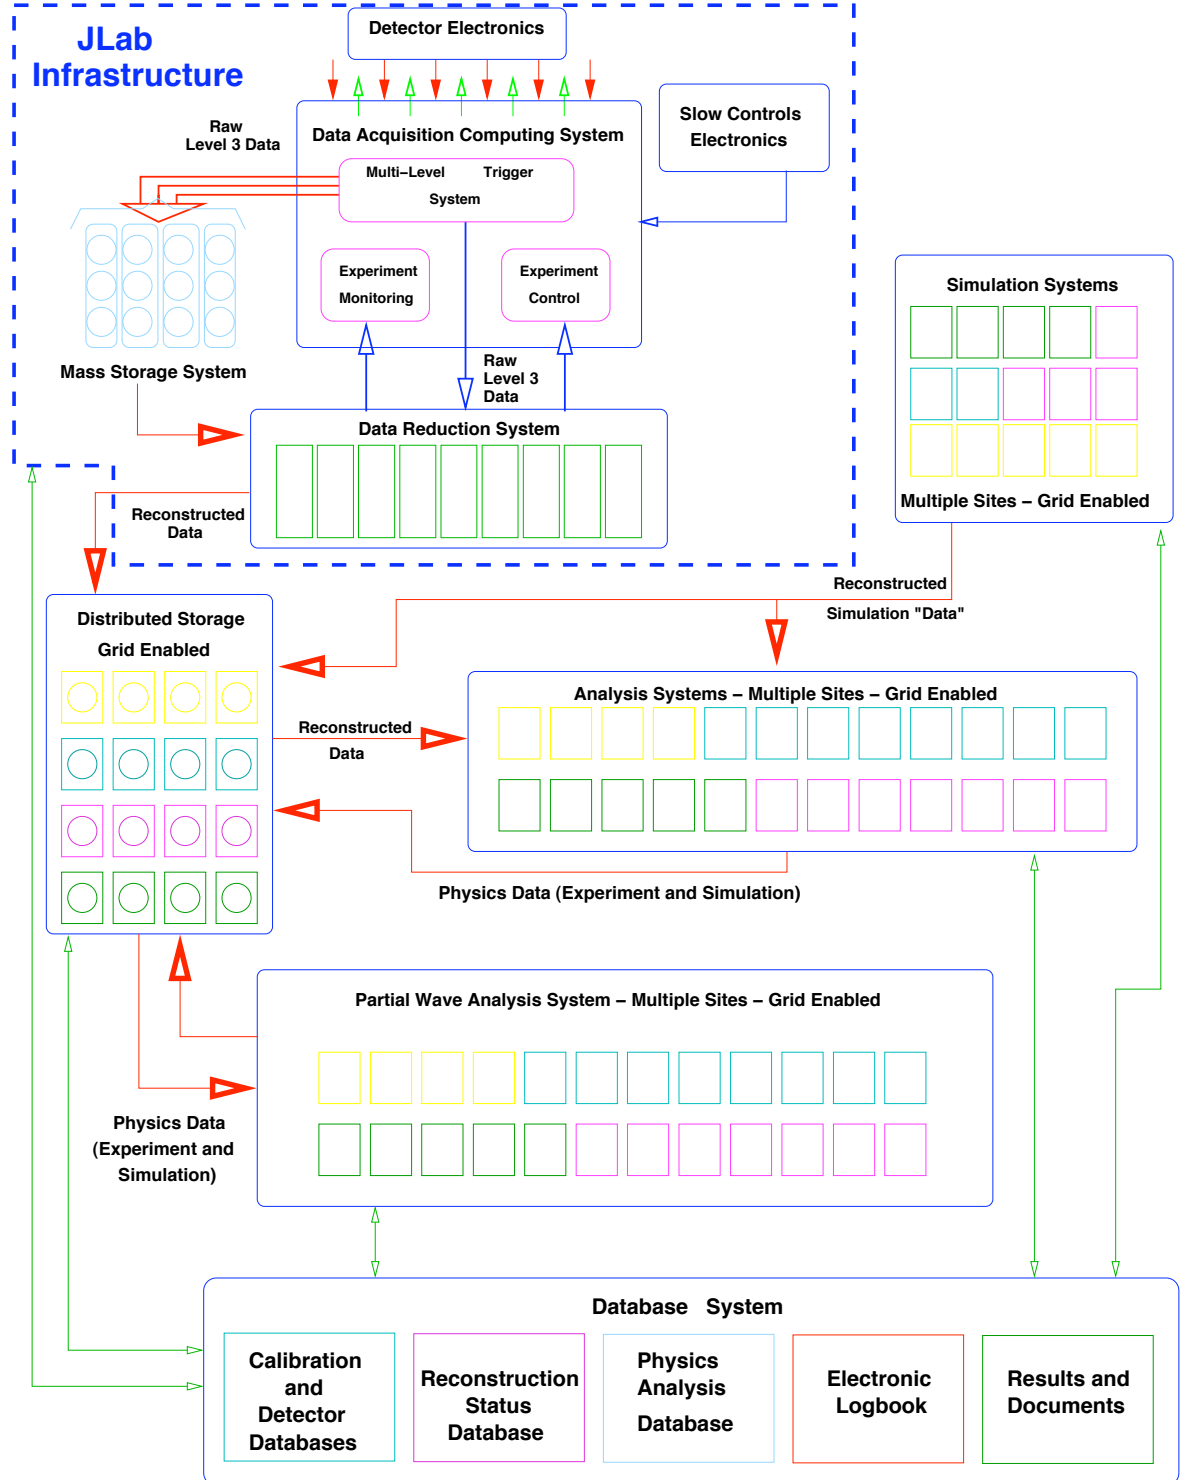 JLab
Infrastructure
Detector Electronics
Slow Controls
Electronics
Raw
Level 3 Data
Data Acquisition Computing System
Multi–Level Trigger
System
Experiment
Monitoring
Experiment
Control
Mass Storage System
Raw
Level 3
Data
Data Reduction System
Reconstructed
Data
Simulation Systems
Multiple Sites – Grid Enabled
Reconstructed
Simulation "Data"
Distributed Storage
Grid Enabled
Reconstructed
Data
Analysis Systems – Multiple Sites – Grid Enabled
Physics Data (Experiment and Simulation)
Partial Wave Analysis System – Multiple Sites – Grid Enabled
Physics Data
(Experiment and
Simulation)
Database System
Calibration
and
Detector
Databases
Reconstruction
Status
Database
Physics
Analysis
Database
Electronic
Logbook
Results and
Documents